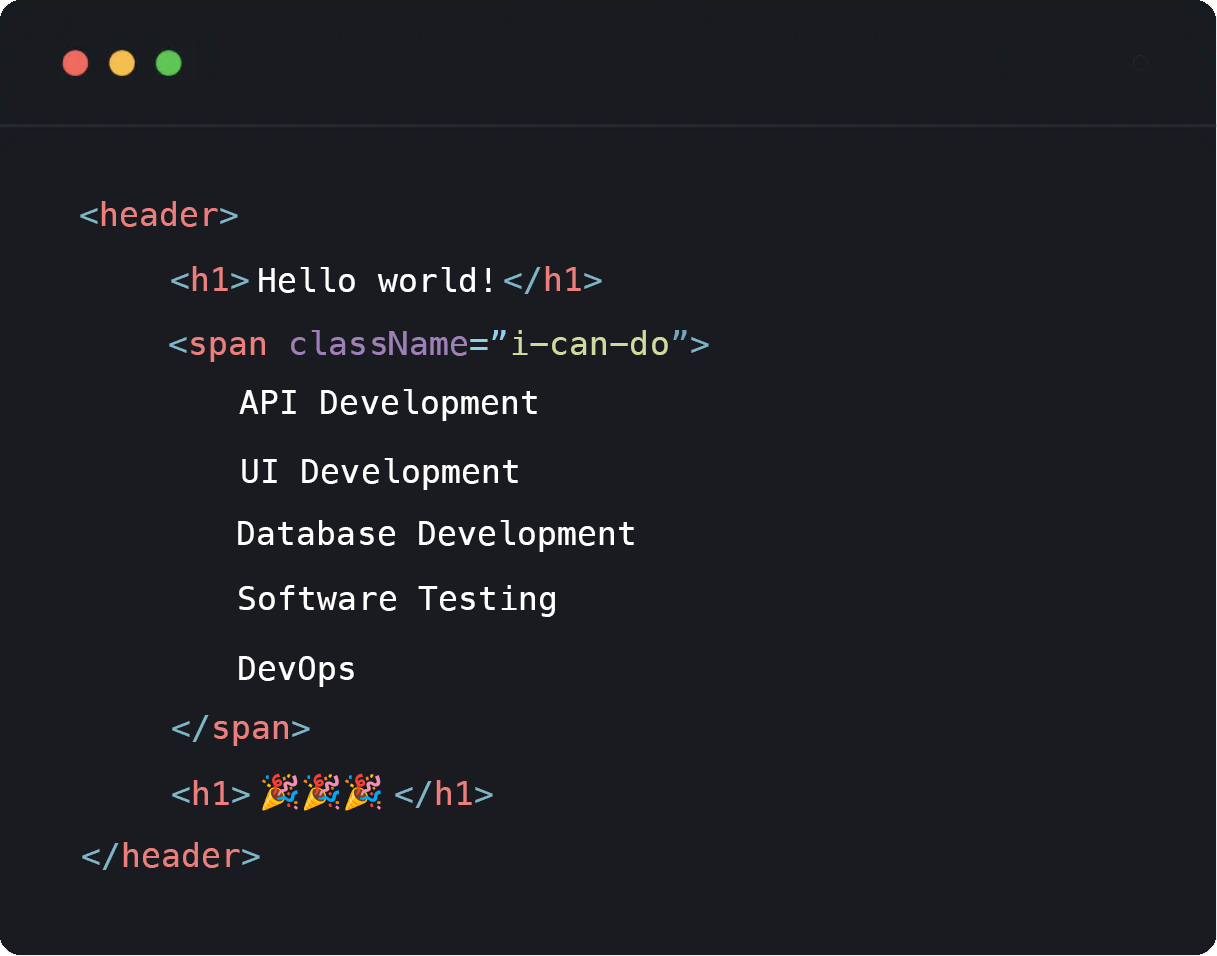 <header>
<h1>Hello world!</h1>
<span className=”i-can-do”>
API Development
UI Development
Database Development
Software Testing
DevOps
</span>
<h1>🎉🎉🎉</h1>
</header>